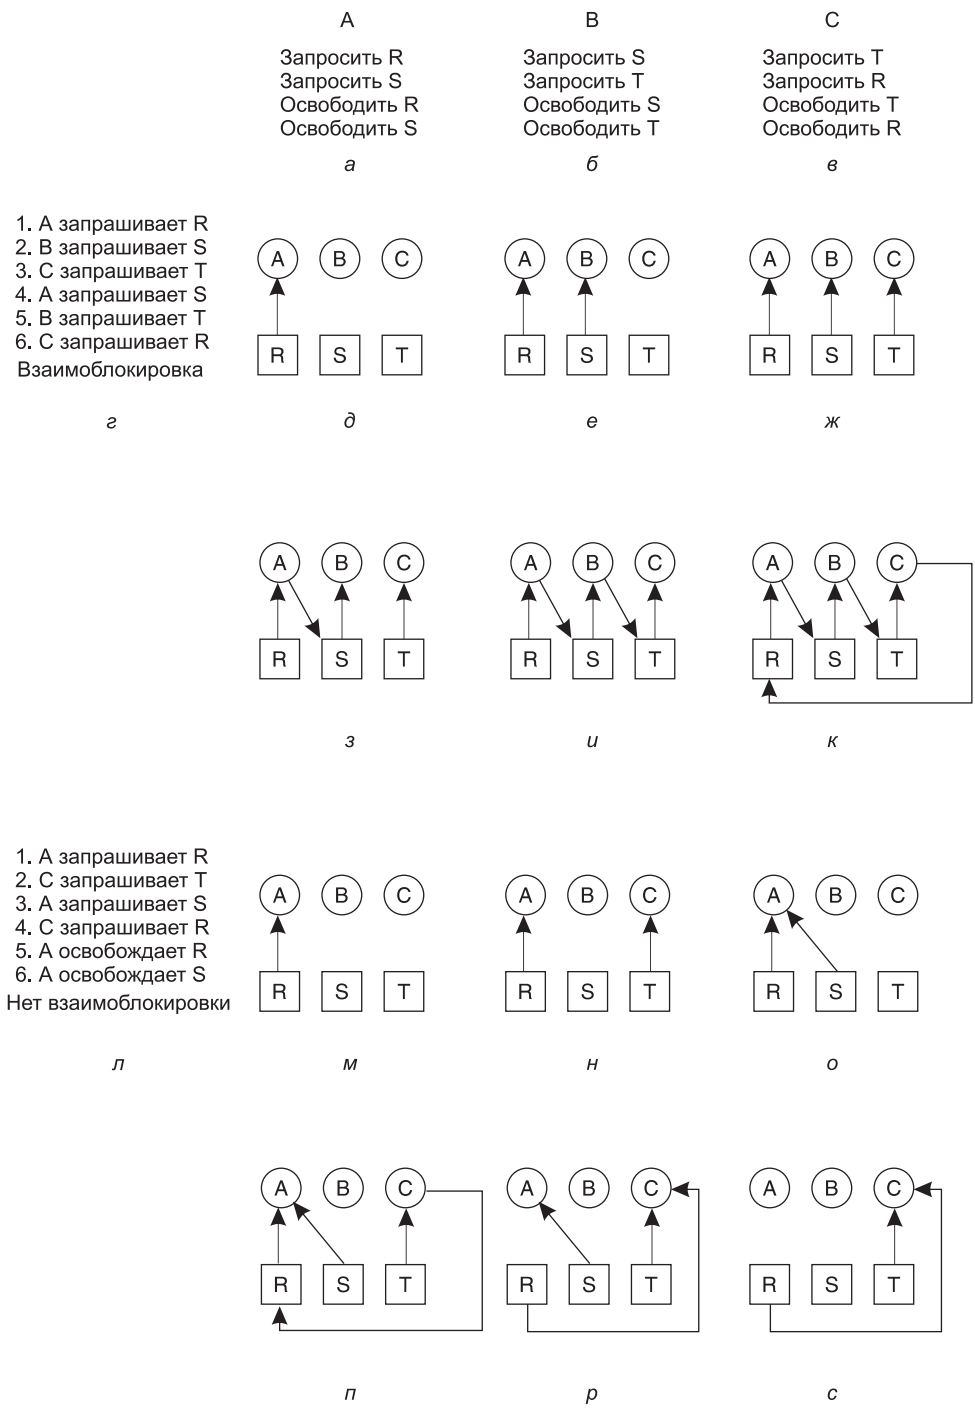 А В С
Запросить R Запросить S Запросить T
Запросить S Запросить T Запросить R
Освободить R Освободить S Освободить T
Освободить S Освободить T Освободить R
а б в
1. А запрашивает R
2. В запрашивает S
3. С запрашивает T
4. А запрашивает S
5. В запрашивает T
6. С запрашивает R
Взаимоблокировка
A B C A B C A B C
R S T R S T R S T
г д е ж
A B C A B C A B C
R S T R S T R S T
з и к
1. А запрашивает R
2. С запрашивает T
3. А запрашивает S
4. С запрашивает R
5. А освобождает R
6. А освобождает S
Нет взаимоблокировки
A B C A B C A B C
R S T R S T R S T
л м н о
A B C A B C A B C
R S T R S T R S T
п р с